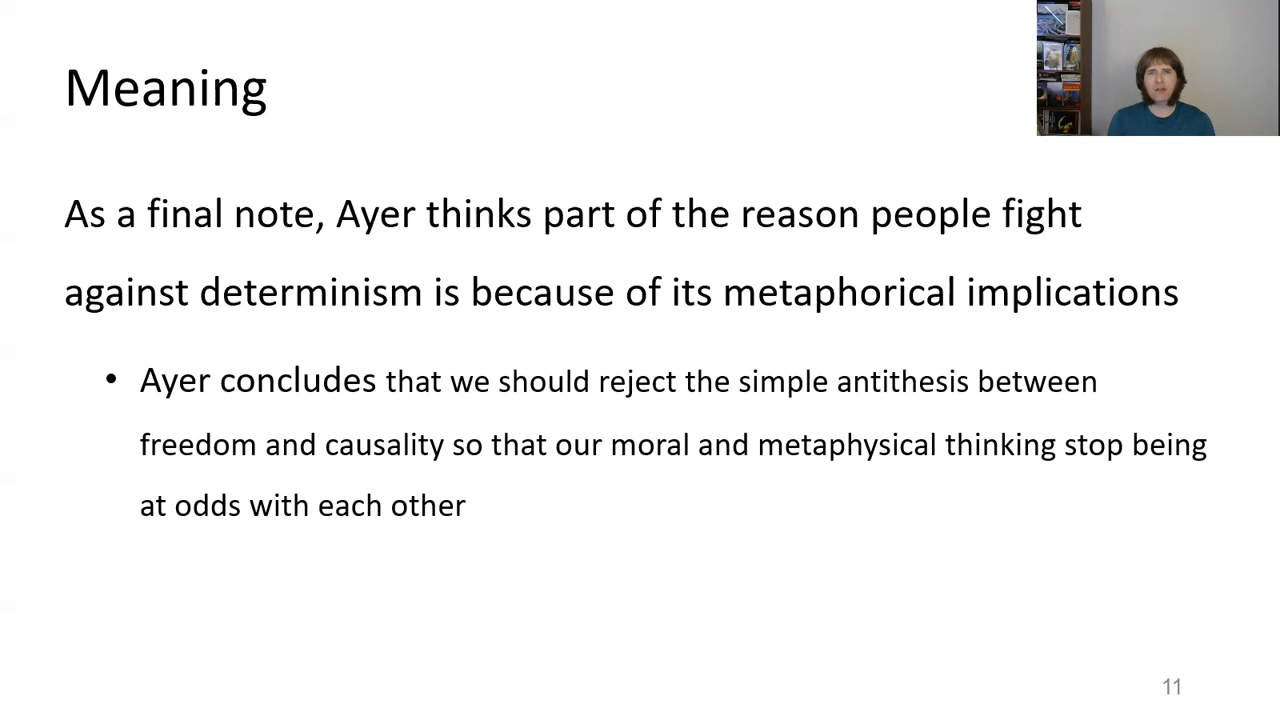 Meaning
As a final note, Ayer thinks part of the reason people fight
against determinism is because of its metaphorical implications
• Ayer concludes that we should reject the simple antithesis between
freedom and causality so that our moral and metaphysical thinking stop being
at odds with each other
11